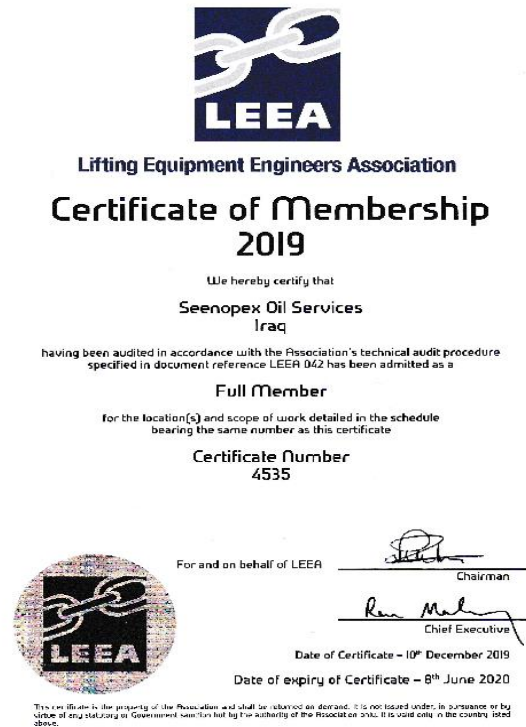 LEEA
Lifting Equipment Engineers Association
Certificate of Membership
2019
We hereby certify that
Seenopex Oil Services
Iraq
having been audited in accordance with the Association's technical audit procedure
specified in document reference LEEA 042 has been admitted as a
Full Member
for the location(s) and scope of work detailed in the schedule
bearing the same number as this certificate
Certificate Number
4535
For and on behalf of LEEA
Chairman
Chief Executive
LEEA
Date of Certificate – 10th December 2019
Date of expiry of Certificate – 8th June 2020
This certificate is the property of the Association and shall be returned on demand. It is not issued under, in pursuance or by
virtue of any statutory or Government sanction but by the authority of the Association only. It is valid only in the country listed
above.